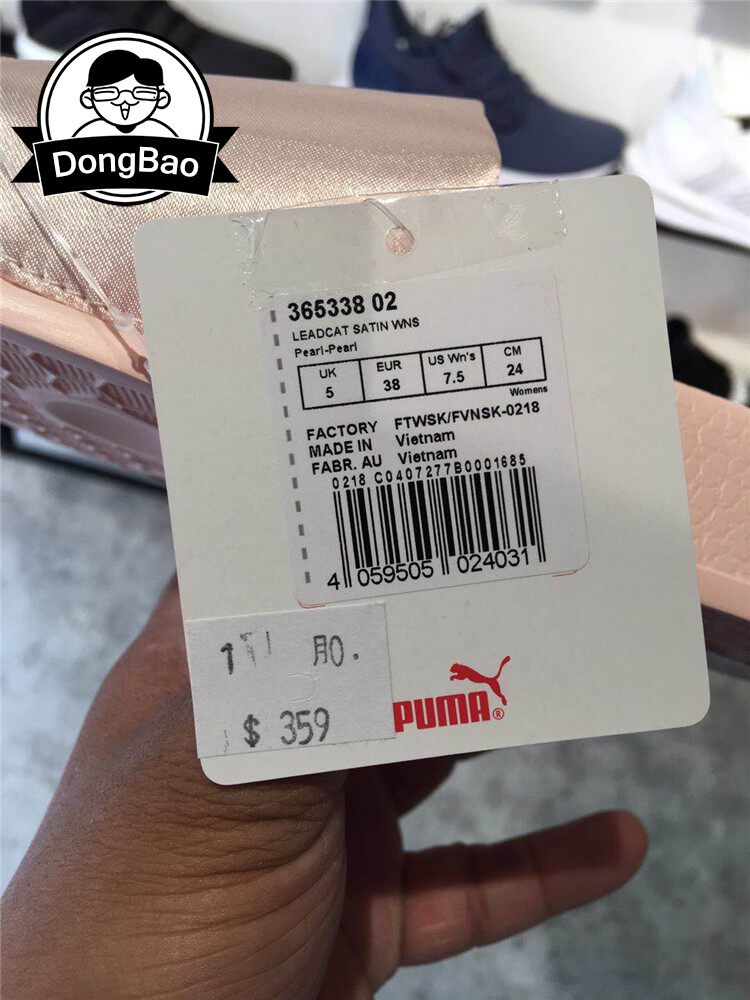 DongBao
365338 02
LEADCAT SATIN WNS
Pearl-Pearl
UK EUR US Wn's CM
5 38 7.5 24
Womens
FACTORY FTWSK/FVNSK-0218
MADE IN Vietnam
FABR. AU Vietnam
0218 C0407277B0001685
4 059505 024031
$ 359
PUMA®